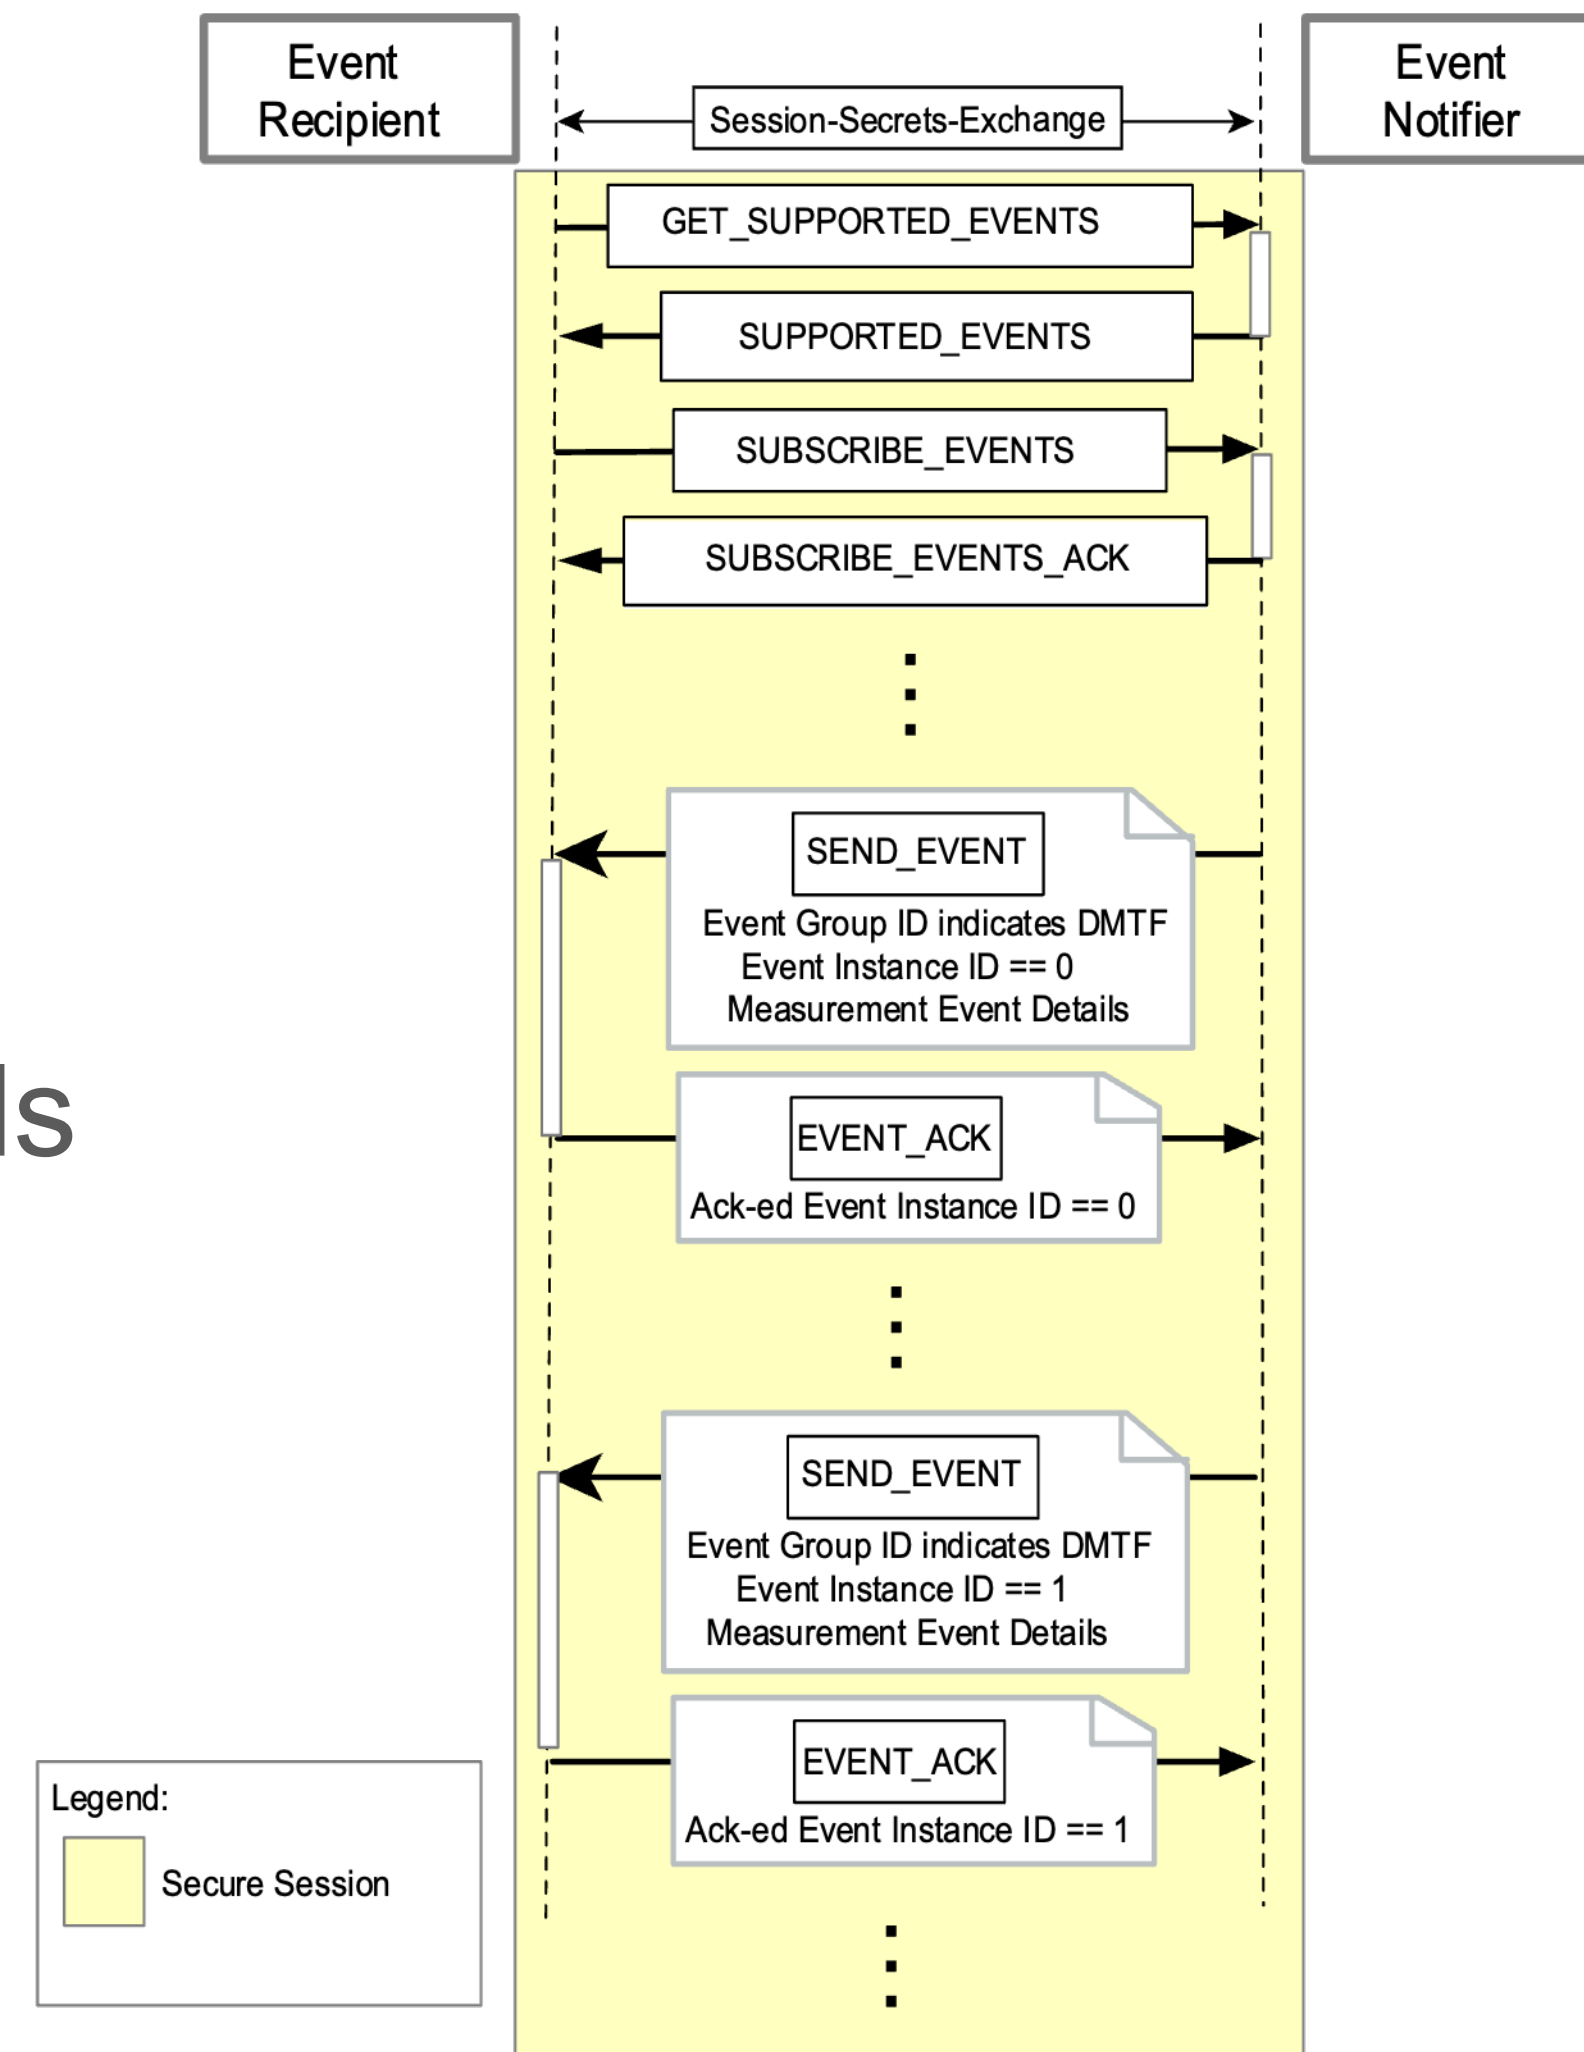 Event
Recipient
Session-Secrets-Exchange
Event
Notifier
GET_SUPPORTED_EVENTS
SUPPORTED_EVENTS
SUBSCRIBE_EVENTS
SUBSCRIBE_EVENTS_ACK
SEND_EVENT
Event Group ID indicates DMTF
Event Instance ID == 0
Measurement Event Details
ls
EVENT_ACK
Ack-ed Event Instance ID == 0
SEND_EVENT
Event Group ID indicates DMTF
Event Instance ID == 1
Measurement Event Details
EVENT_ACK
Ack-ed Event Instance ID == 1
Legend:
Secure Session